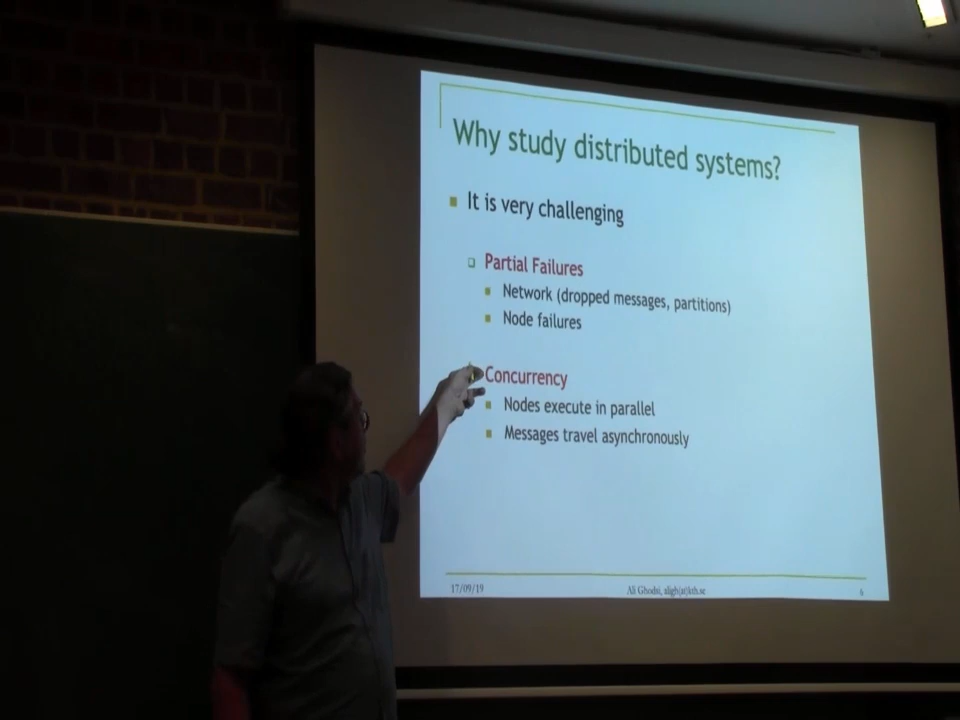 Why study distributed systems?
It is very challenging
Partial Failures
Network (dropped messages, partitions)
Node failures
Concurrency
Nodes execute in parallel
Messages travel asynchronously
17/09/19
Ali Ghodsi, aligh(at)kth.se
6